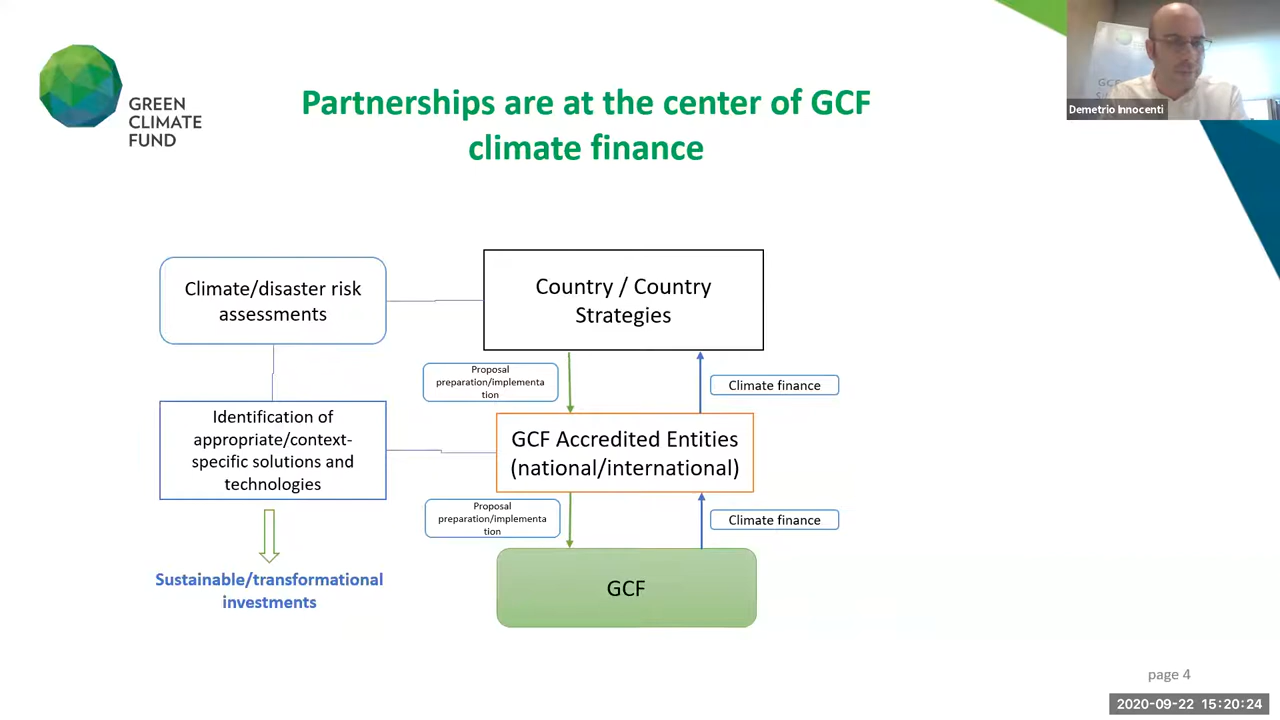 GREEN
CLIMATE
FUND
Partnerships are at the center of GCF
climate finance
Demetrio Innocenti
Climate/disaster risk
assessments
Country / Country
Strategies
Proposal
preparation/implementa
tion
Climate finance
Identification of
appropriate/context-
specific solutions and
technologies
GCF Accredited Entities
(national/international)
Proposal
preparation/implementa
tion
Climate finance
Sustainable/transformational
investments
GCF
page 4
2020-09-22 15:20:24